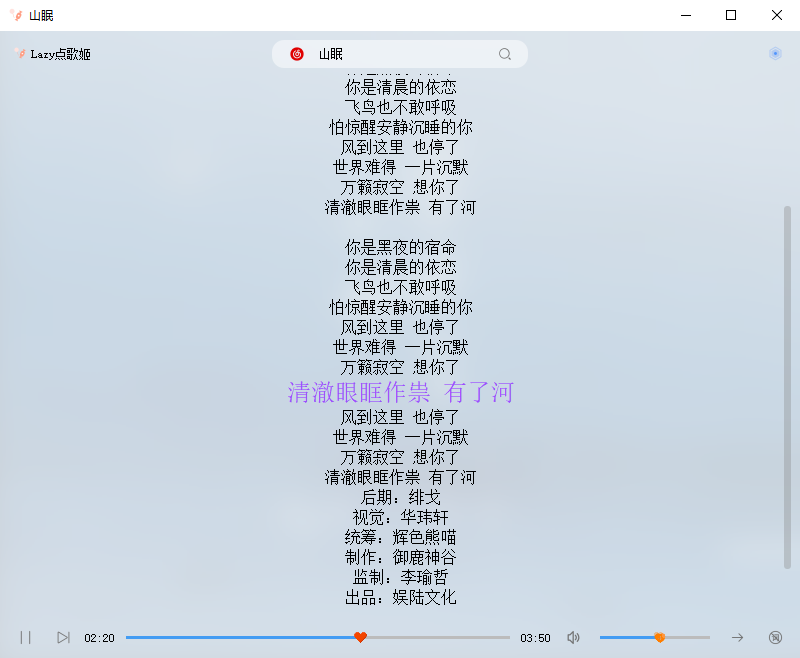 山眠
Lazy点歌姬
山眠
你是清晨的依恋
飞鸟也不敢呼吸
怕惊醒安静沉睡的你
风到这里 也停了
世界难得 一片沉默
万籁寂空 想你了
清澈眼眶作祟 有了河
你是黑夜的宿命
你是清晨的依恋
飞鸟也不敢呼吸
怕惊醒安静沉睡的你
风到这里 也停了
世界难得 一片沉默
万籁寂空 想你了
清澈眼眶作祟 有了河
风到这里 也停了
世界难得 一片沉默
万籁寂空 想你了
清澈眼眶作祟 有了河
后期：绯戈
视觉：华玮轩
统筹：辉色熊喵
制作：御鹿神谷
监制：李瑜哲
出品：娱陆文化
02:20
03:50